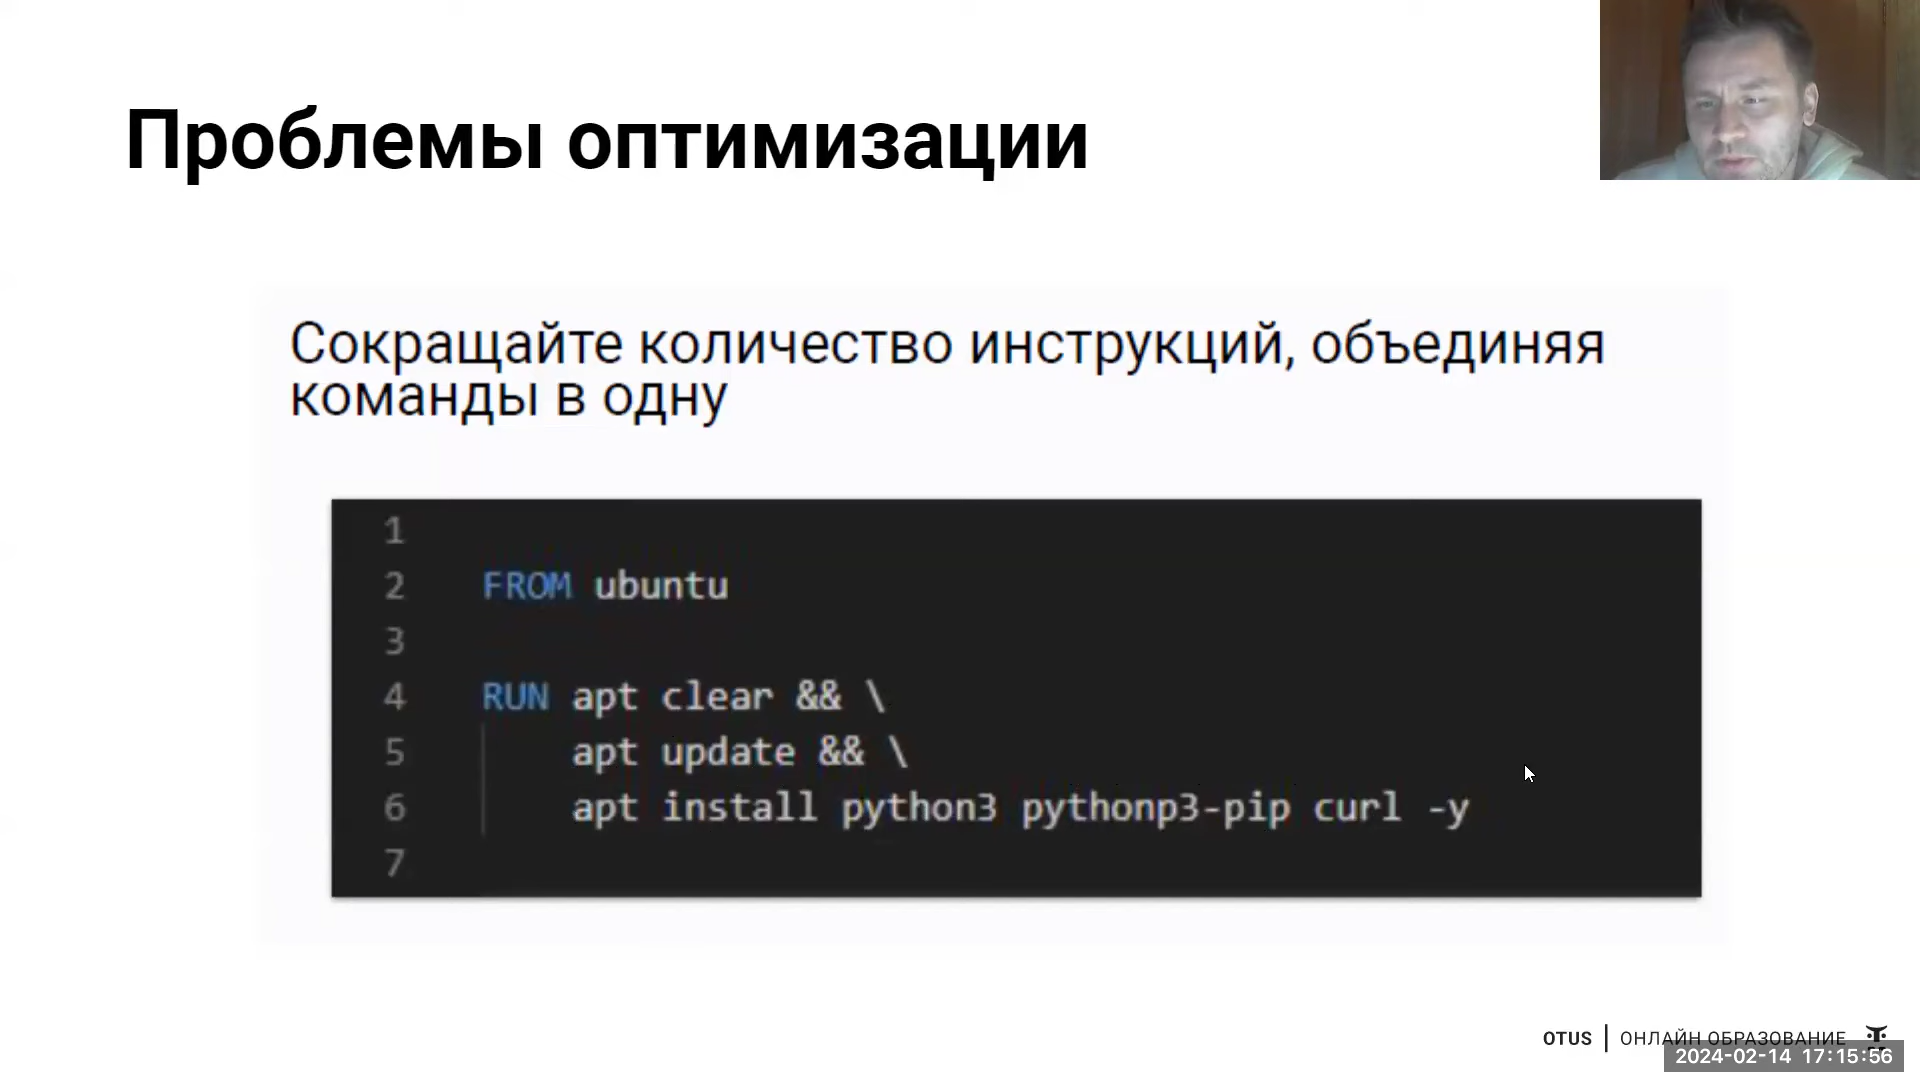 Проблемы оптимизации
Сокращайте количество инструкций, объединяя
команды в одну
1
2 FROM ubuntu
3
4 RUN apt clear && \
5 apt update && \
6 apt install python3 pythonp3-pip curl -y
7
OTUS | ОНЛАЙН ОБРАЗОВАНИЕ
2024-02-14 17:15:56